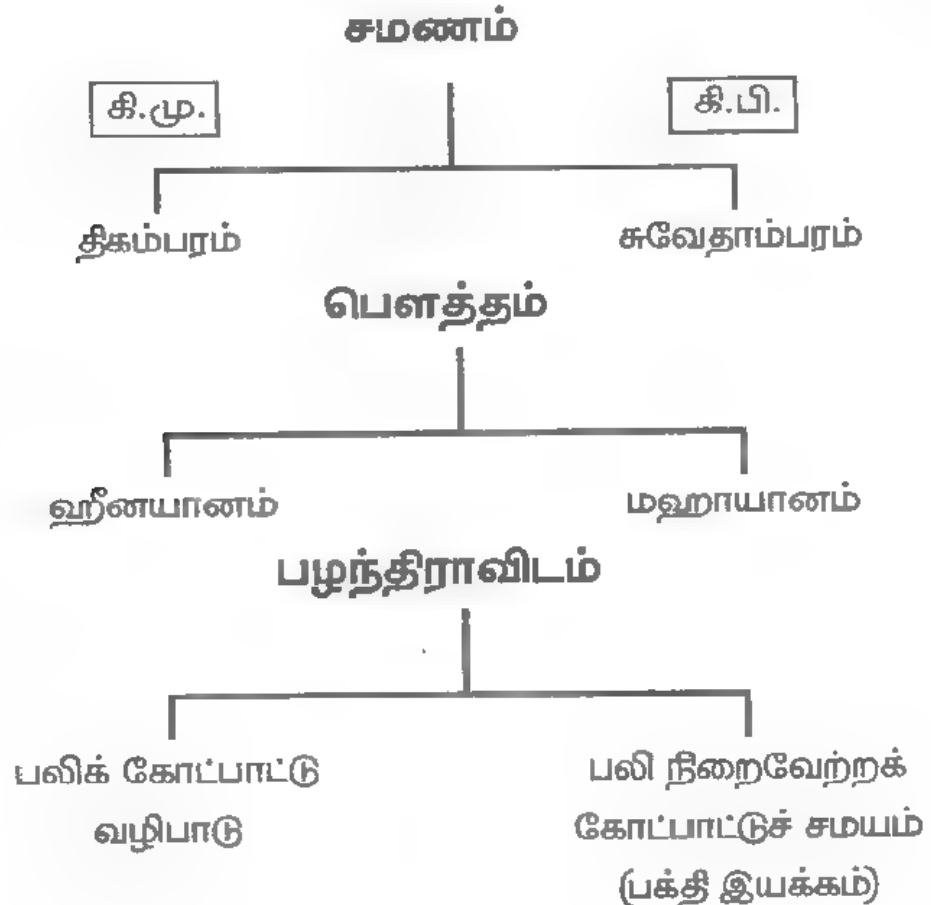 சமணம்
கி.மு.
கி.பி.
திகம்பரம்
சுவேதாம்பரம்
பௌத்தம்
ஹீனயானம்
மஹாயானம்
பழந்திராவிடம்
பலிக் கோட்பாட்டு
வழிபாடு
பலி நிறைவேற்றக்
கோட்பாட்டுச் சமயம்
(பக்தி இயக்கம்)